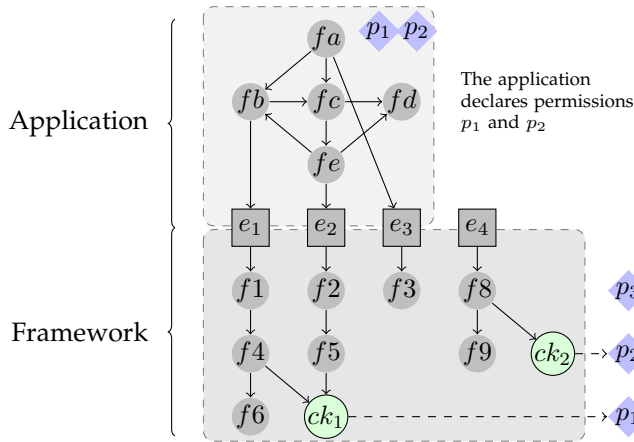 fa p1 p2
The application
declares permissions
p1 and p2
fb fc fd
Application
fe
e1 e2 e3 e4
f1 f2 f3 f8 p3
Framework
f4 f5 f9 ck2 p2
f6 ck1 p1